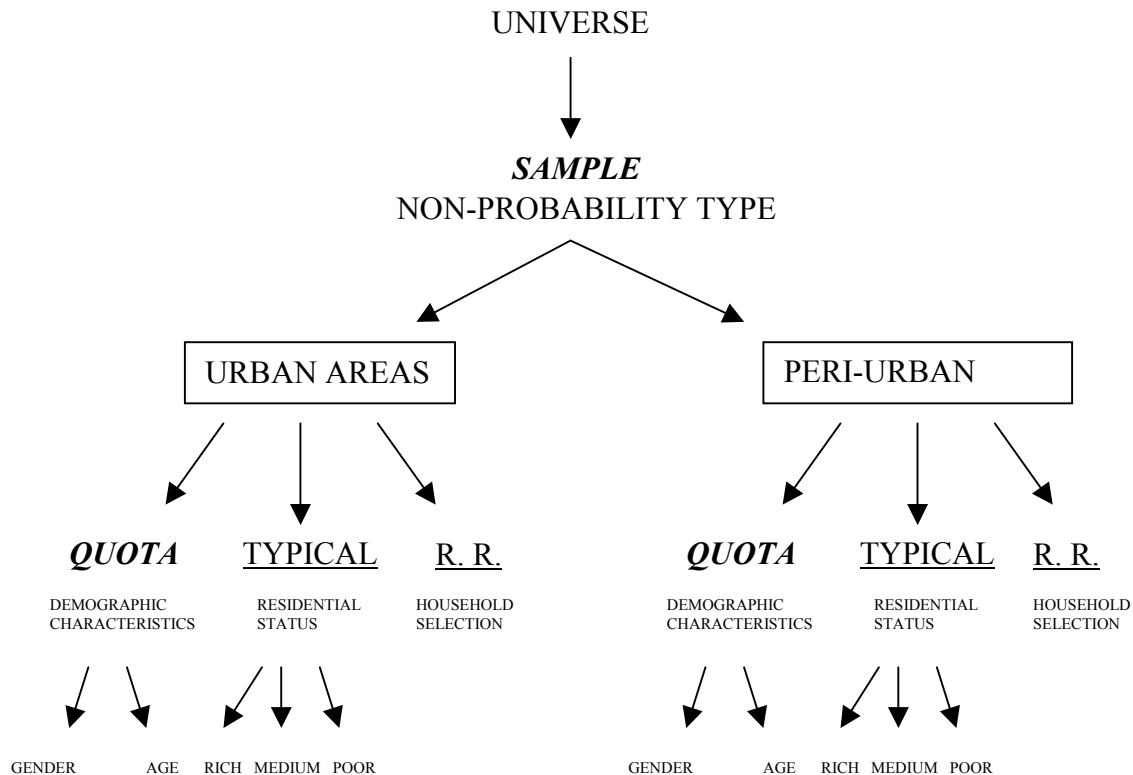 UNIVERSE
SAMPLE
NON-PROBABILITY TYPE
URBAN AREAS
PERI-URBAN
QUOTA
TYPICAL
R. R.
QUOTA
TYPICAL
R. R.
DEMOGRAPHIC
CHARACTERISTICS
RESIDENTIAL
STATUS
HOUSEHOLD
SELECTION
DEMOGRAPHIC
CHARACTERISTICS
RESIDENTIAL
STATUS
HOUSEHOLD
SELECTION
GENDER
AGE
RICH
MEDIUM
POOR
GENDER
AGE
RICH
MEDIUM
POOR